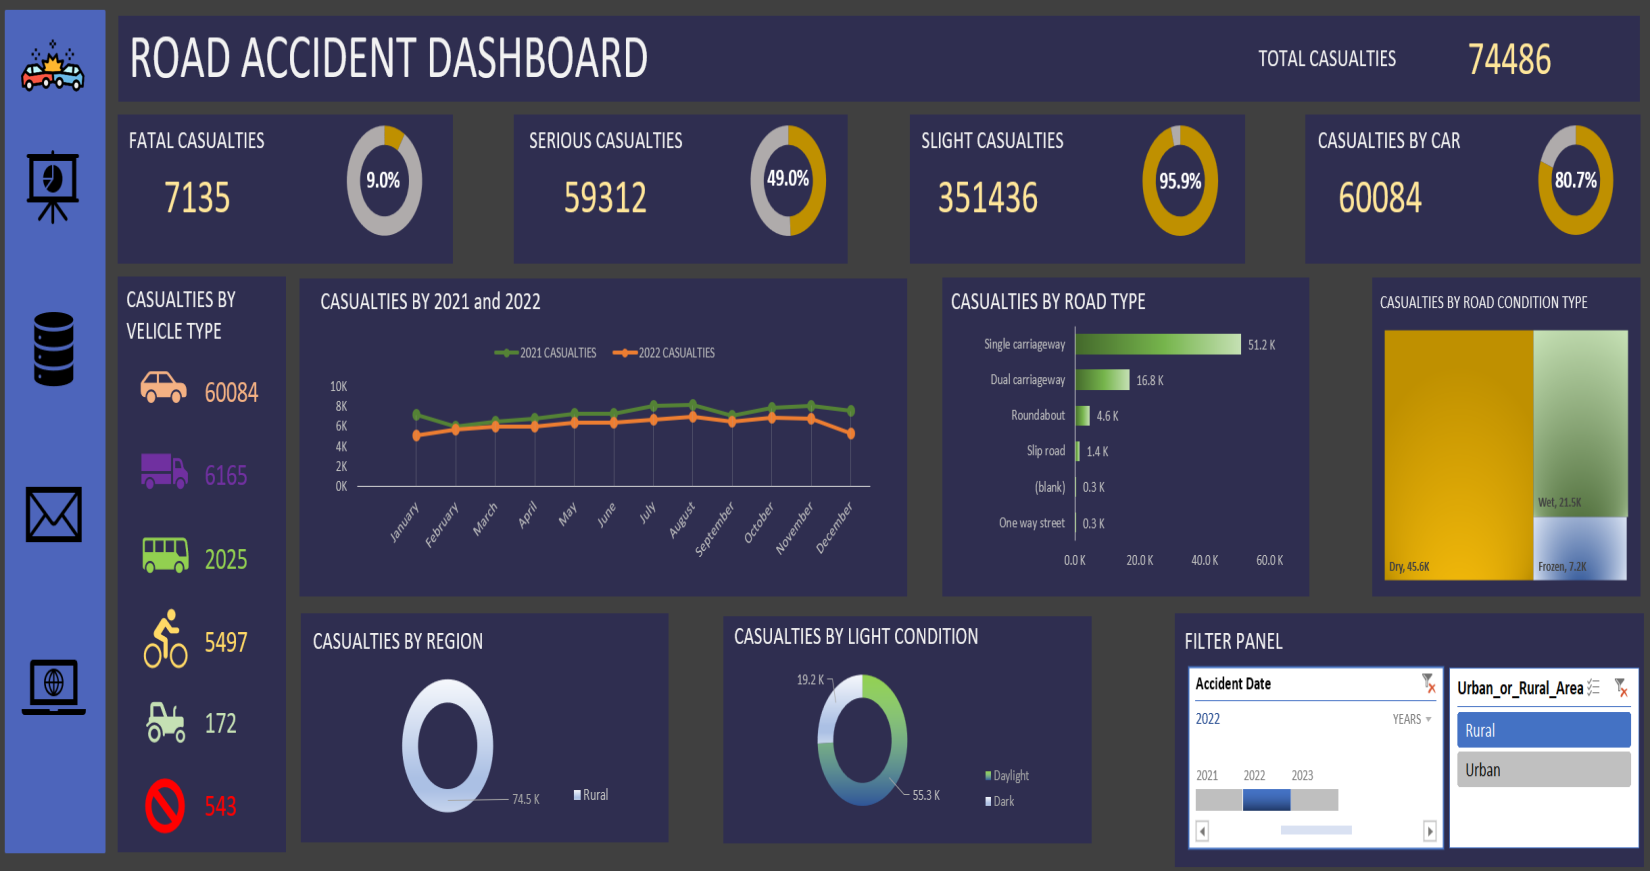 ROAD ACCIDENT DASHBOARD
TOTAL CASUALTIES
74486
FATAL CASUALTIES
7135
9.0%
SERIOUS CASUALTIES
59312
49.0%
SLIGHT CASUALTIES
351436
95.9%
CASUALTIES BY CAR
60084
80.7%
CASUALTIES BY
VELICLE TYPE
60084
6165
2025
5497
172
543
CASUALTIES BY 2021 and 2022
2021 CASUALTIES
2022 CASUALTIES
10K
8K
6K
4K
2K
0K
January
February
March
April
May
June
July
August
September
October
November
December
CASUALTIES BY ROAD TYPE
Single carriageway
51.2 K
Dual carriageway
16.8 K
Roundabout
4.6 K
Slip road
1.4 K
(blank)
0.3 K
One way street
0.3 K
0.0 K
20.0 K
40.0 K
60.0 K
CASUALTIES BY ROAD CONDITION TYPE
Wet, 21.5K
Dry, 45.6K
Frozen, 7.2K
CASUALTIES BY REGION
74.5 K
Rural
CASUALTIES BY LIGHT CONDITION
19.2 K
55.3 K
Daylight
Dark
FILTER PANEL
Accident Date
2022
YEARS
2021
2022
2023
Urban_or_Rural_Area
Rural
Urban